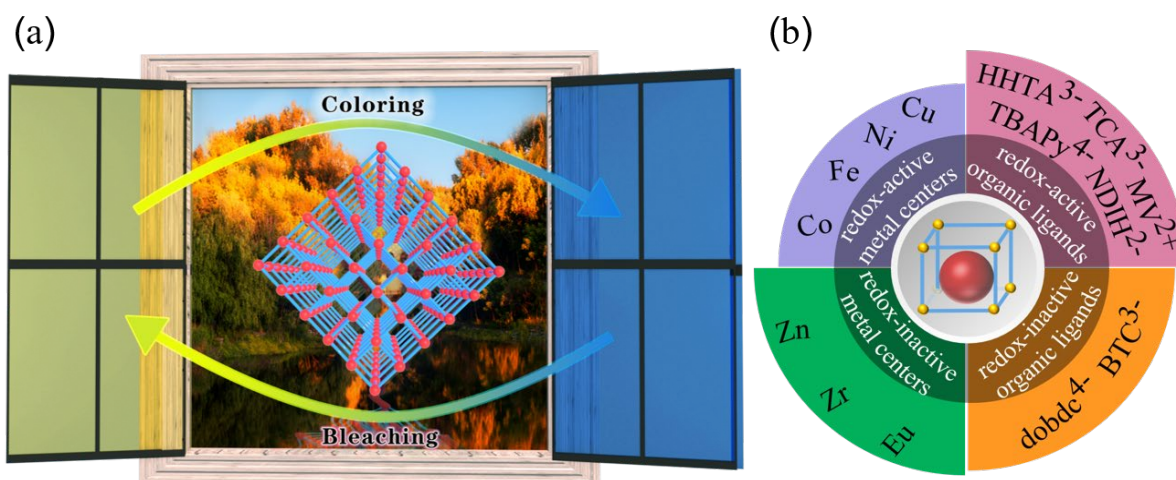 (a)
Coloring
Bleaching
(b)
Cu
Ni
Fe
Co
redox-active
metal centers
HHTA³⁻ TCA³⁻ MV²⁺
TBAPy⁴⁻ NDIH²⁻
redox-active
organic ligands
Zn
Zr
Eu
redox-inactive
metal centers
redox-inactive
organic ligands
dobdc⁴⁻ BTC³⁻